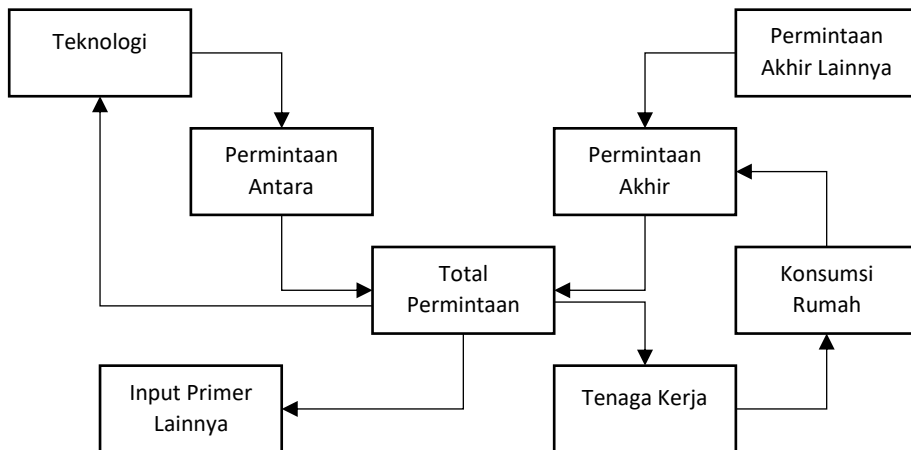 Teknologi
Permintaan
Akhir Lainnya
Permintaan
Antara
Permintaan
Akhir
Total
Permintaan
Konsumsi
Rumah
Input Primer
Lainnya
Tenaga Kerja